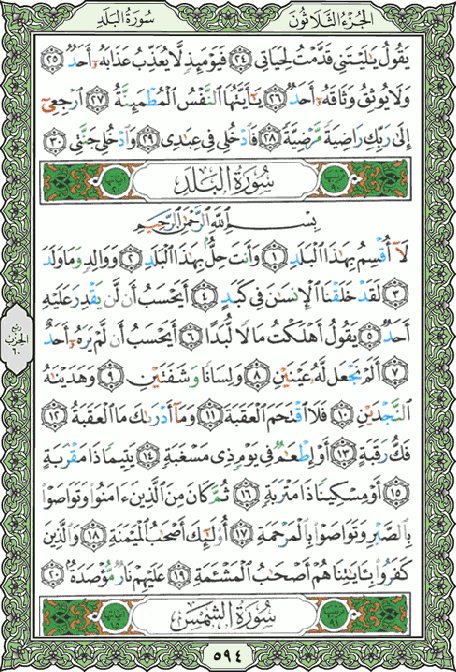 سُورَةُ البَلَدِ
الجُزْءُ الثَّلَاثُونَ
يَقُولُ يَٰلَيْتَنِي قَدَّمْتُ لِحَيَاتِي ٢٤ فَيَوْمَئِذٍ لَّا يُعَذِّبُ عَذَابَهُۥٓ أَحَدٌ ٢٥
وَلَا يُوثِقُ وَثَاقَهُۥٓ أَحَدٌ ٢٦ يَٰٓأَيَّتُهَا ٱلنَّفْسُ ٱلْمُطْمَئِنَّةُ ٢٧ ٱرْجِعِىٓ
إِلَىٰ رَبِّكِ رَاضِيَةً مَّرْضِيَّةً ٢٨ فَٱدْخُلِى فِى عِبَٰدِى ٢٩ وَٱدْخُلِى جَنَّتِى ٣٠
سُورَةُ البَلَدِ
بِسْمِ ٱللَّهِ ٱلرَّحْمَٰنِ ٱلرَّحِيمِ
لَآ أُقْسِمُ بِهَٰذَا ٱلْبَلَدِ ١ وَأَنتَ حِلٌّۢ بِهَٰذَا ٱلْبَلَدِ ٢ وَوَالِدٍ وَمَا وَلَدَ
٣ لَقَدْ خَلَقْنَا ٱلْإِنسَٰنَ فِى كَبَدٍ ٤ أَيَحْسَبُ أَن لَّن يَقْدِرَ عَلَيْهِ
أَحَدٌ ٥ يَقُولُ أَهْلَكْتُ مَالًا لُّبَدًا ٦ أَيَحْسَبُ أَن لَّمْ يَرَهُۥٓ أَحَدٌ
٧ أَلَمْ نَجْعَل لَّهُۥ عَيْنَيْنِ ٨ وَلِسَانًا وَشَفَتَيْنِ ٩ وَهَدَيْنَٰهُ
ٱلنَّجْدَيْنِ ١٠ فَلَا ٱقْتَحَمَ ٱلْعَقَبَةَ ١١ وَمَآ أَدْرَىٰكَ مَا ٱلْعَقَبَةُ ١٢
فَكُّ رَقَبَةٍ ١٣ أَوْ إِطْعَٰمٌ فِى يَوْمٍ ذِى مَسْغَبَةٍ ١٤ يَتِيمًا ذَا مَقْرَبَةٍ
١٥ أَوْ مِسْكِينًا ذَا مَتْرَبَةٍ ١٦ ثُمَّ كَانَ مِنَ ٱلَّذِينَ ءَامَنُوا۟ وَتَوَاصَوْا۟
بِٱلصَّبْرِ وَتَوَاصَوْا۟ بِٱلْمَرْحَمَةِ ١٧ أُو۟لَٰٓئِكَ أَصْحَٰبُ ٱلْمَيْمَنَةِ ١٨ وَٱلَّذِينَ
كَفَرُوا۟ بِـَٔايَٰتِنَا هُمْ أَصْحَٰبُ ٱلْمَشْـَٔمَةِ ١٩ عَلَيْهِمْ نَارٌ مُّؤْصَدَةٌۢ ٢٠
سُورَةُ الشَّمْسِ
ربع
الحزب
٦٠
٥٩٤